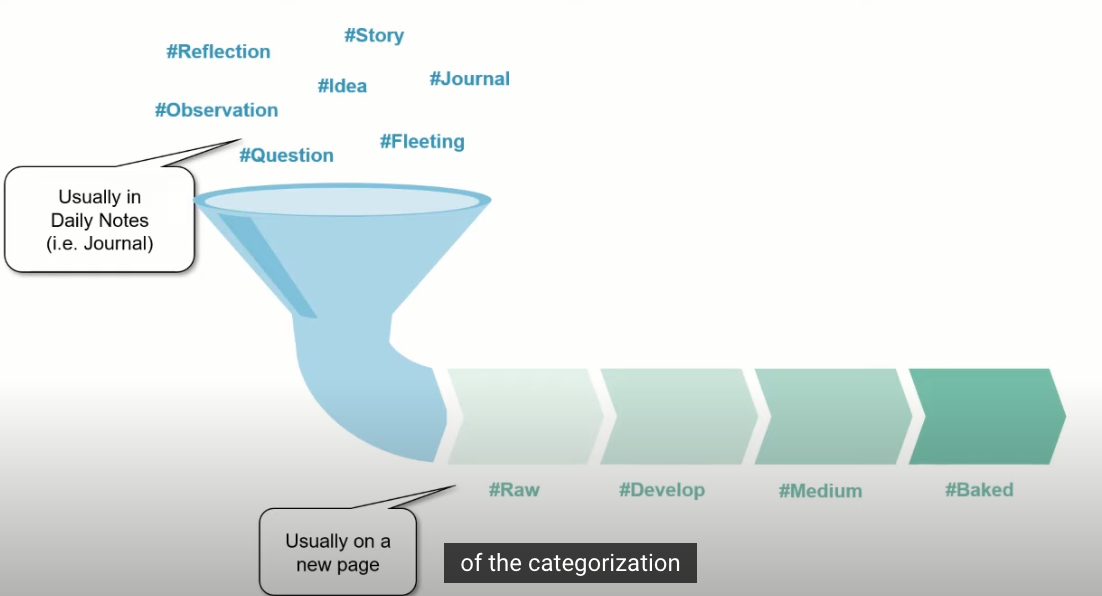 #Story
#Reflection
#Journal
#Idea
#Observation
#Fleeting
#Question
Usually in
Daily Notes
(i.e. Journal)
#Raw
#Develop
#Medium
#Baked
Usually on a
new page
of the categorization